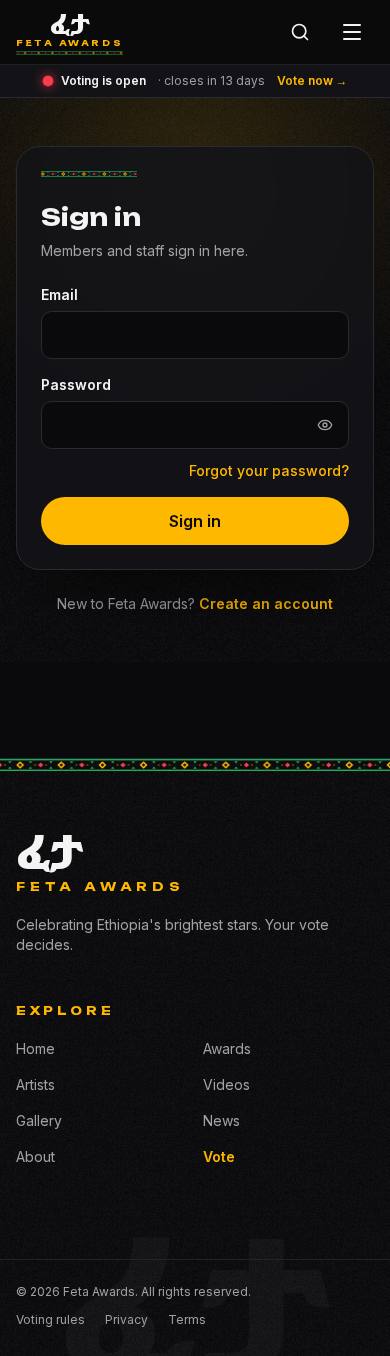 ፈታ
FETA AWARDS
Voting is open · closes in 13 days Vote now →
Sign in
Members and staff sign in here.
Email
Password
Forgot your password?
Sign in
New to Feta Awards? Create an account
ፈታ
FETA AWARDS
Celebrating Ethiopia's brightest stars. Your vote
decides.
EXPLORE
Home Awards
Artists Videos
Gallery News
About Vote
ፈታ
© 2026 Feta Awards. All rights reserved.
Voting rules Privacy Terms